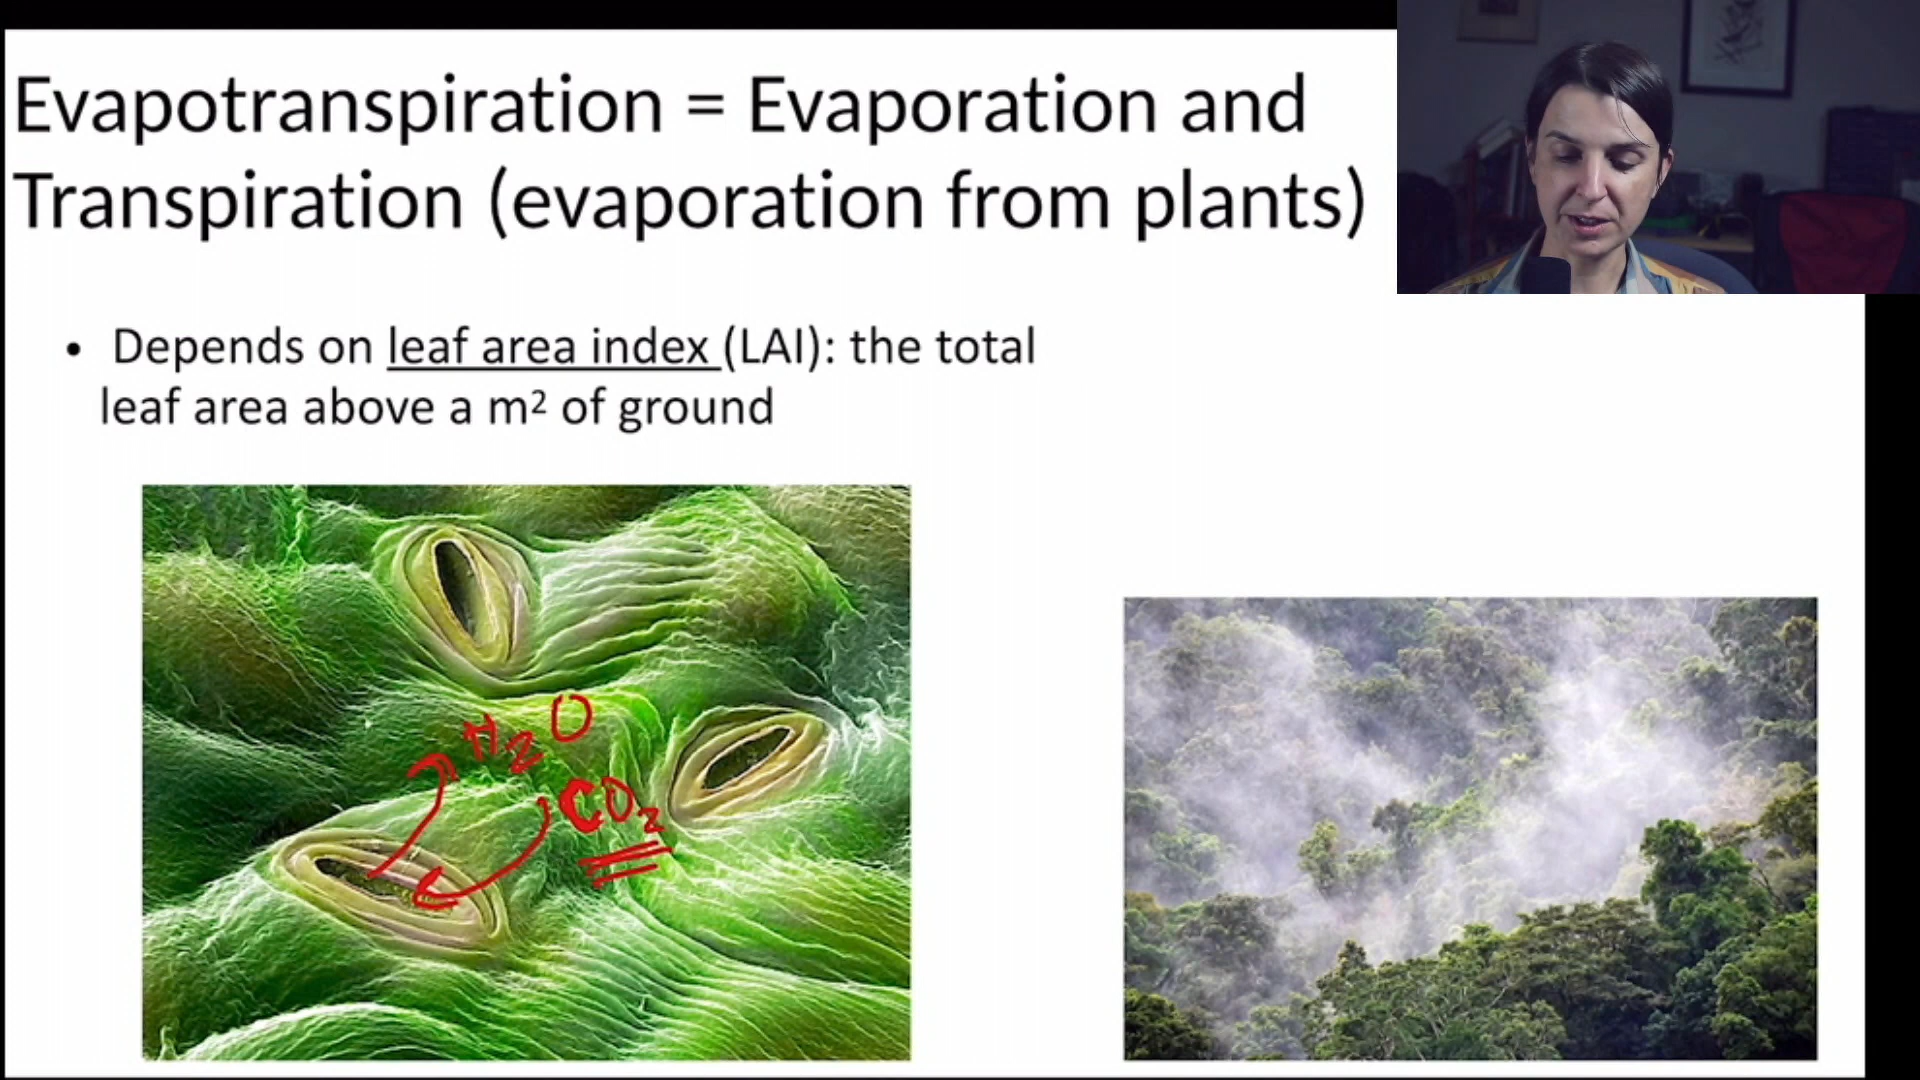 Evapotranspiration = Evaporation and
Transpiration (evaporation from plants)
• Depends on leaf area index (LAI): the total
leaf area above a m² of ground
H₂O
CO₂